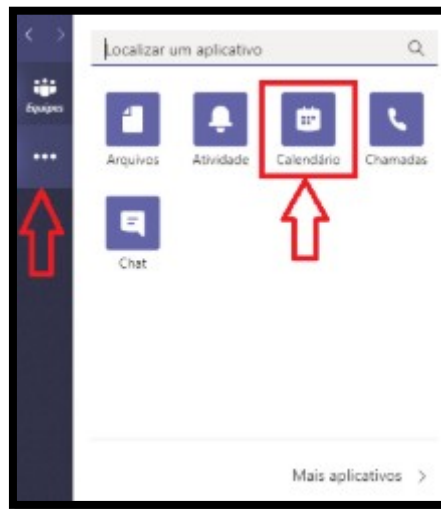 Localizar um aplicativo
Equipes
Arquivos Atividade Calendário Chamadas
Chat
Mais aplicativos